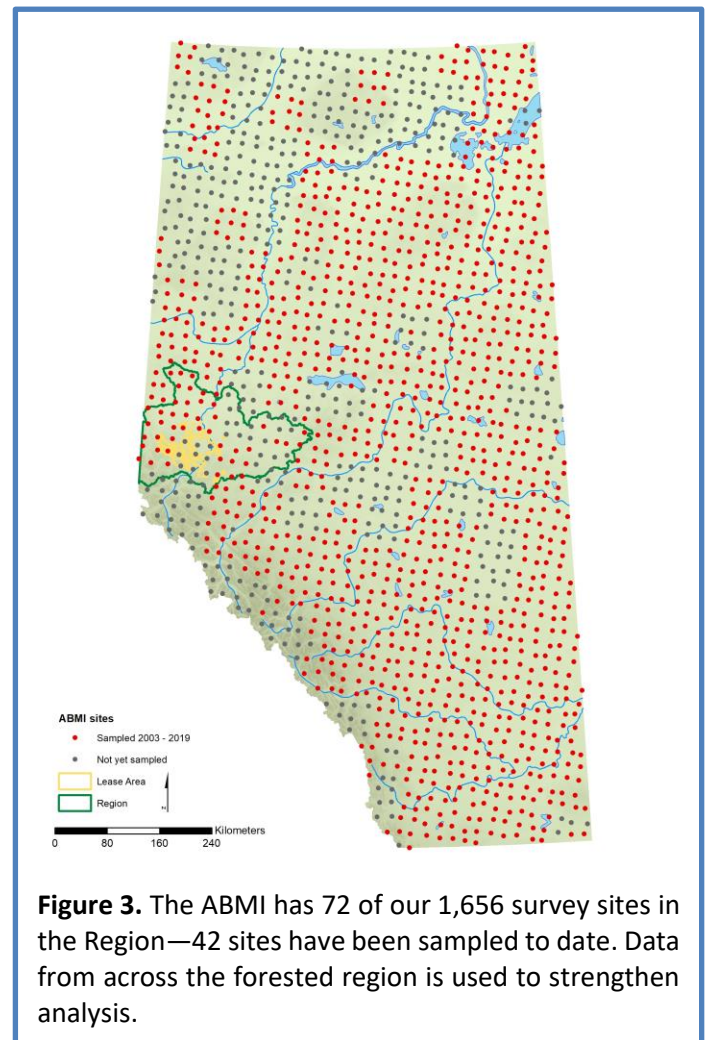 ABMI sites
Sampled 2003 - 2019
Not yet sampled
Lease Area
Region
Kilometers
0 80 160 240
Figure 3. The ABMI has 72 of our 1,656 survey sites in
the Region—42 sites have been sampled to date. Data
from across the forested region is used to strengthen
analysis.